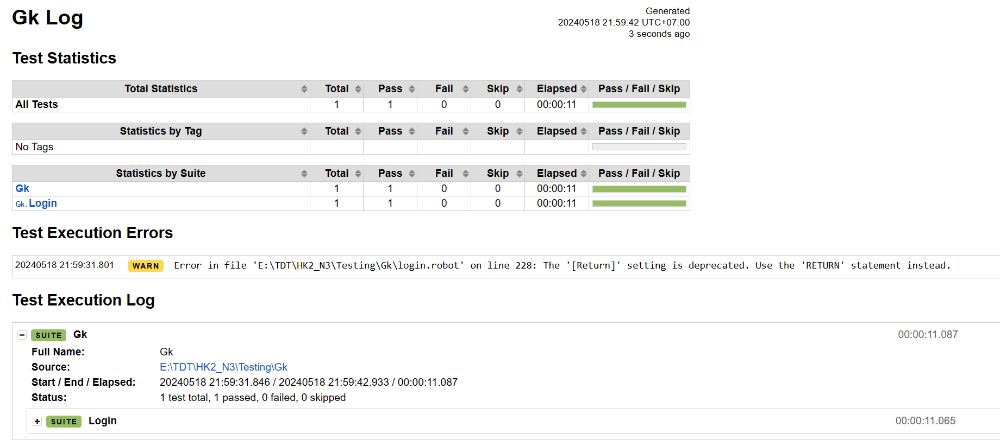 Gk Log
Generated
20240518 21:59:42 UTC+07:00
3 seconds ago
Test Statistics
Total Statistics Total Pass Fail Skip Elapsed Pass / Fail / Skip
All Tests 1 1 0 0 00:00:11
Statistics by Tag Total Pass Fail Skip Elapsed Pass / Fail / Skip
No Tags
Statistics by Suite Total Pass Fail Skip Elapsed Pass / Fail / Skip
Gk 1 1 0 0 00:00:11
Gk.Login 1 1 0 0 00:00:11
Test Execution Errors
20240518 21:59:31.801 WARN Error in file 'E:\TDT\HK2_N3\Testing\Gk\login.robot' on line 228: The '[Return]' setting is deprecated. Use the 'RETURN' statement instead.
Test Execution Log
SUITE Gk 00:00:11.087
Full Name: Gk
Source: E:\TDT\HK2_N3\Testing\Gk
Start / End / Elapsed: 20240518 21:59:31.846 / 20240518 21:59:42.933 / 00:00:11.087
Status: 1 test total, 1 passed, 0 failed, 0 skipped
SUITE Login 00:00:11.065